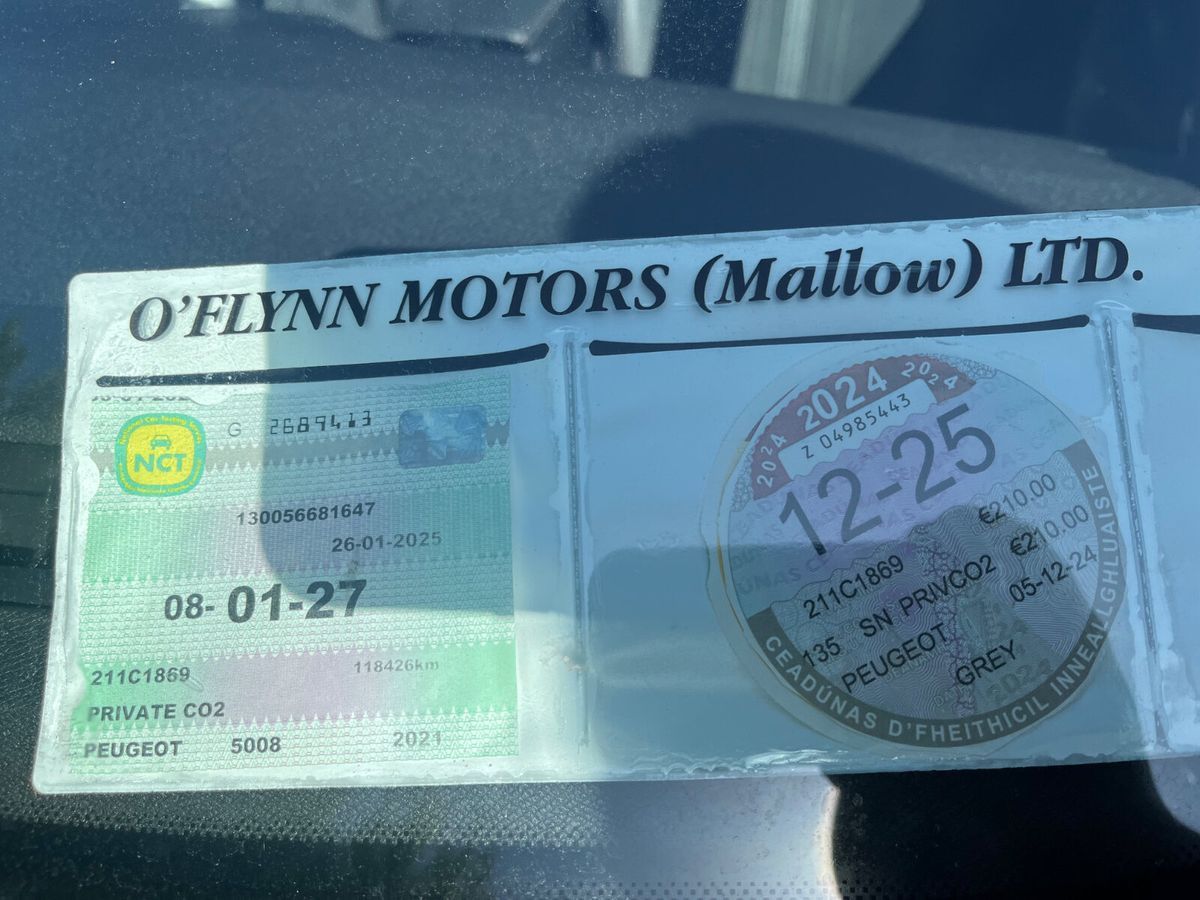 O'FLYNN MOTORS (Mallow) LTD.
NCT
G 2689413
130056681647
26-01-2025
08-01-27
211C1869 118426km
PRIVATE CO2
PEUGEOT 5008 2021
2024 2024 2024
Z 04985443
12-25
€210.00
211C1869 €210.00
135 SN PRIVCO2 05-12-24
PEUGEOT GREY
2024
CEADÚNAS D'FHEITHICIL INNEALLGHLUAISTE